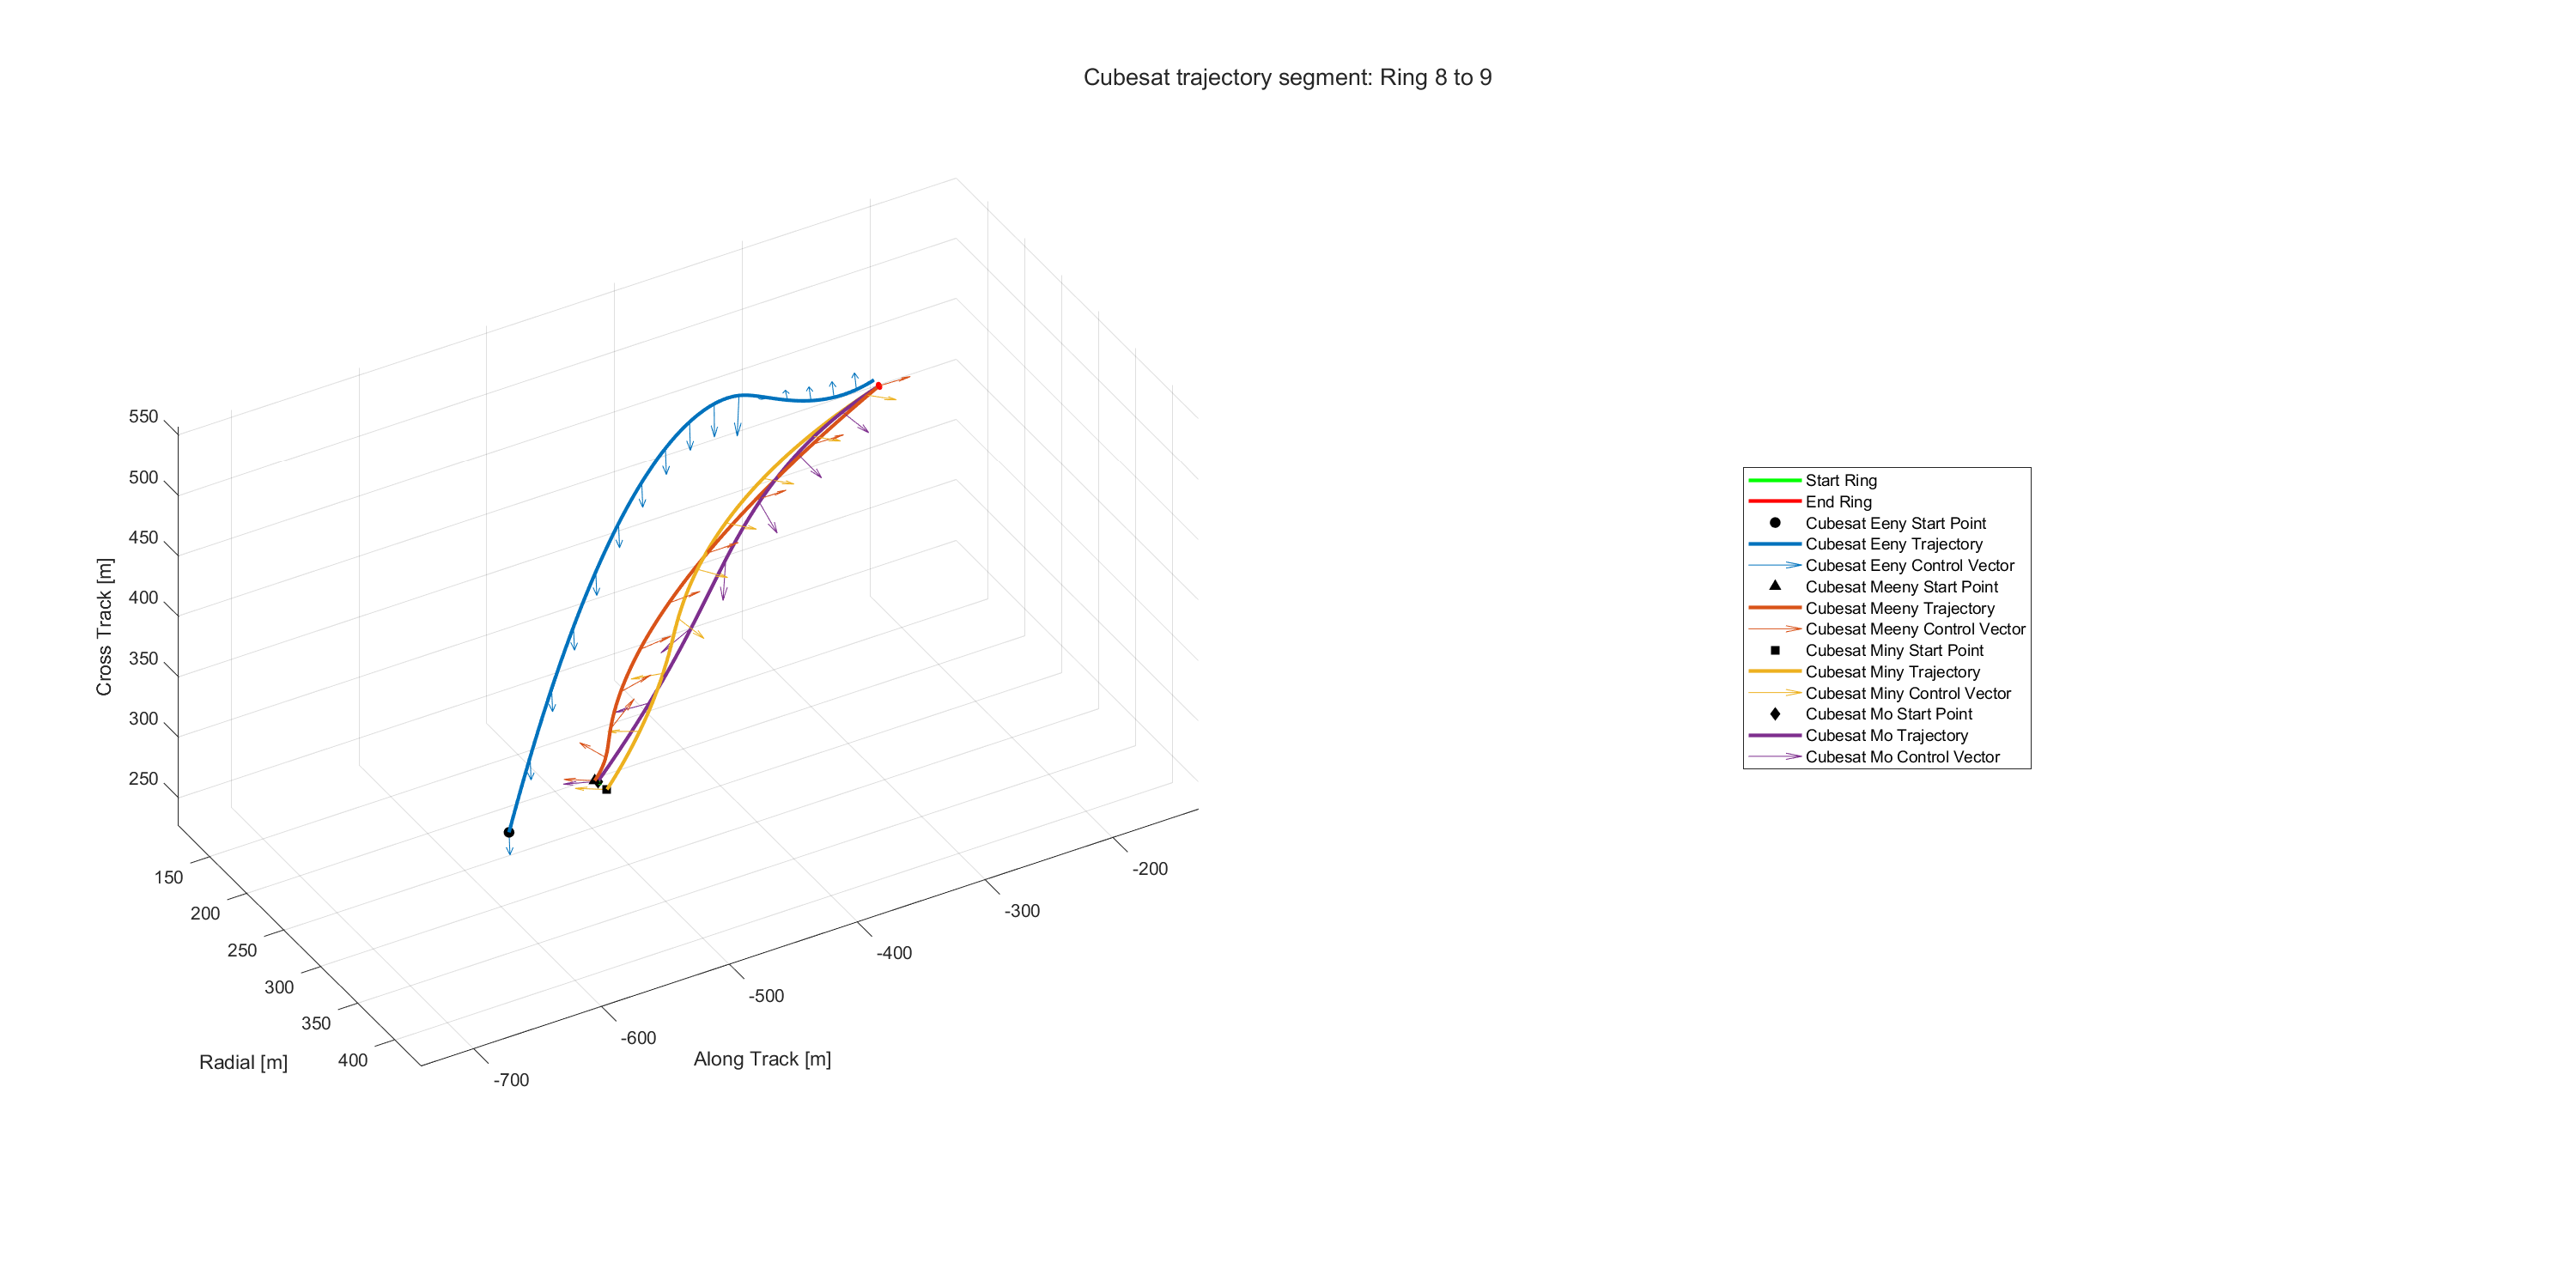 Cubesat trajectory segment: Ring 8 to 9
550
500
450
400
350
300
250
Cross Track [m]
150
200
250
300
350
400
Radial [m]
-700
-600
-500
-400
-300
-200
Along Track [m]
Start Ring
End Ring
Cubesat Eeny Start Point
Cubesat Eeny Trajectory
Cubesat Eeny Control Vector
Cubesat Meeny Start Point
Cubesat Meeny Trajectory
Cubesat Meeny Control Vector
Cubesat Miny Start Point
Cubesat Miny Trajectory
Cubesat Miny Control Vector
Cubesat Mo Start Point
Cubesat Mo Trajectory
Cubesat Mo Control Vector